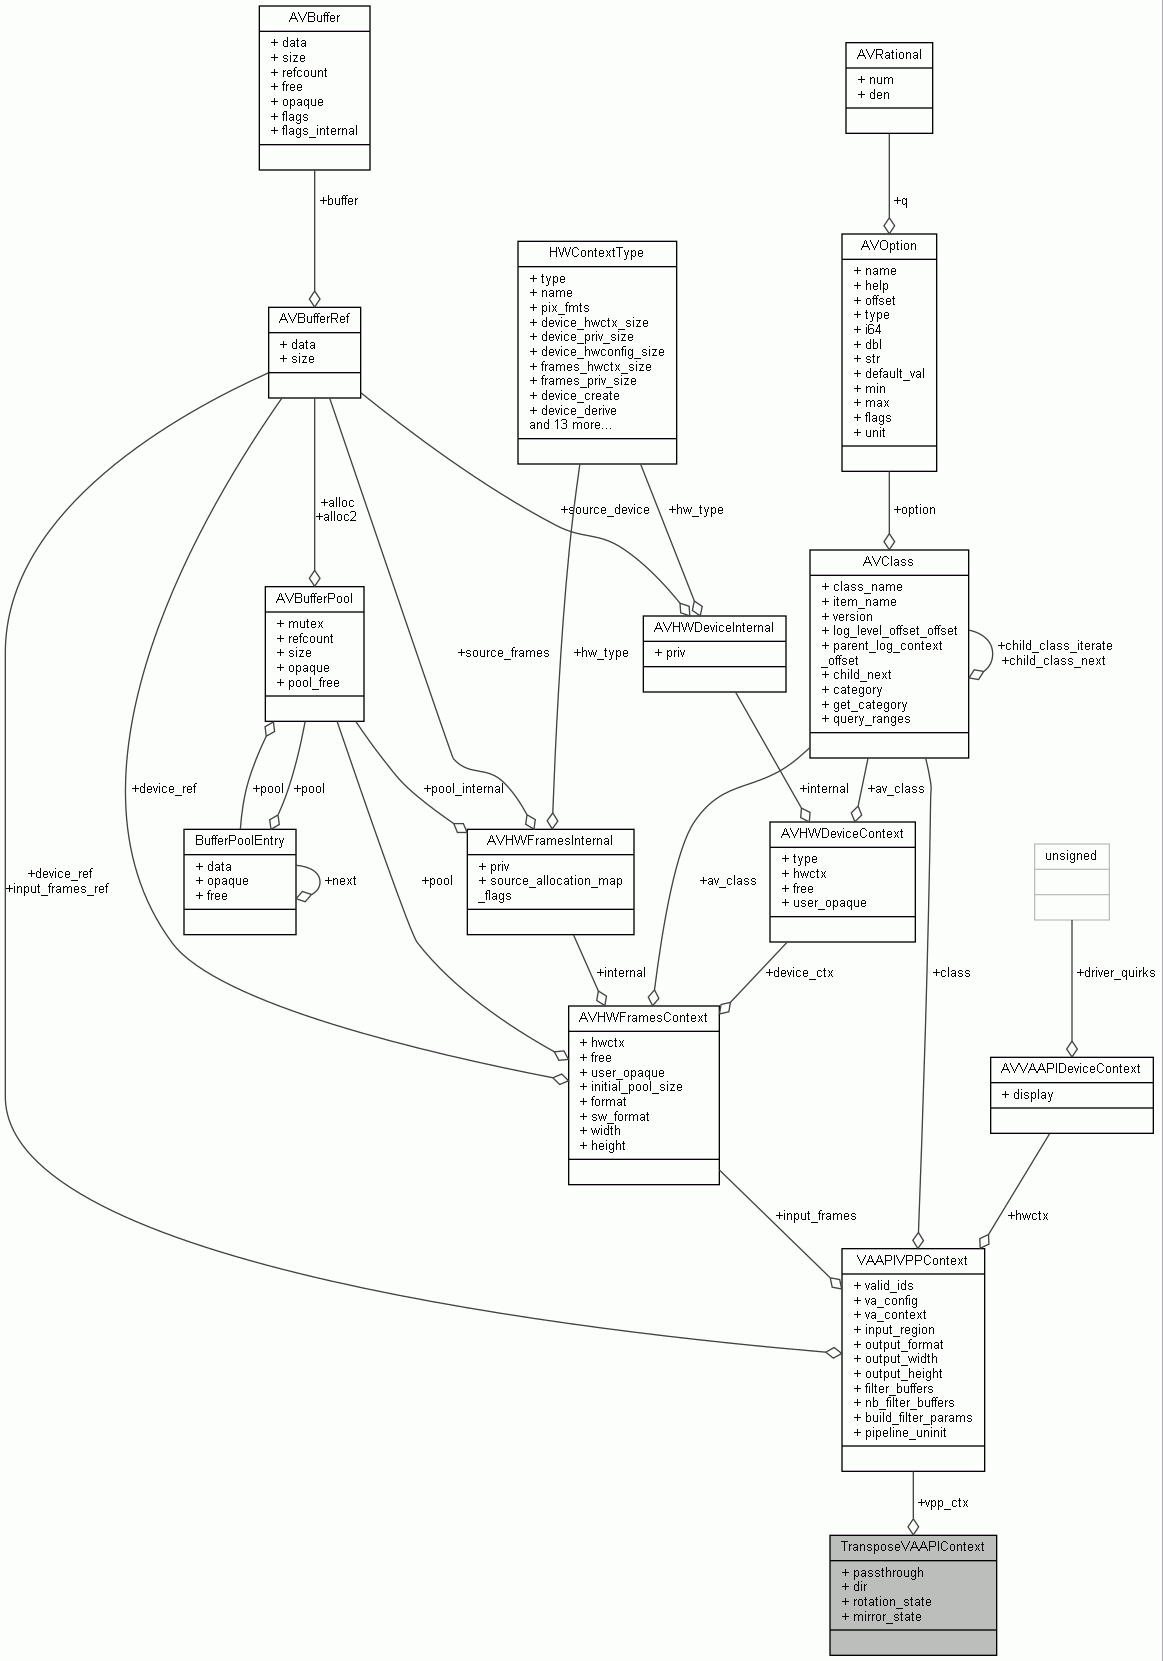 AVBuffer
+ data
+ size
+ refcount
+ free
+ opaque
+ flags
+ flags_internal
AVRational
+ num
+ den
+buffer
+q
AVOption
+ name
+ help
+ offset
+ type
+ i64
+ dbl
+ str
+ default_val
+ min
+ max
+ flags
+ unit
HWContextType
+ type
+ name
+ pix_fmts
+ device_hwctx_size
+ device_priv_size
+ device_hwconfig_size
+ frames_hwctx_size
+ frames_priv_size
+ device_create
+ device_derive
and 13 more...
AVBufferRef
+ data
+ size
+alloc
+alloc2
+source_device
+hw_type
+option
AVClass
+ class_name
+ item_name
+ version
+ log_level_offset_offset
+ parent_log_context
_offset
+ child_next
+ category
+ get_category
+ query_ranges
+child_class_iterate
+child_class_next
AVBufferPool
+ mutex
+ refcount
+ size
+ opaque
+ pool_free
AVHWDeviceInternal
+ priv
+source_frames
+hw_type
+device_ref
+pool
+pool
+pool_internal
+internal
+av_class
BufferPoolEntry
+ data
+ opaque
+ free
+next
AVHWFramesInternal
+ priv
+ source_allocation_map
_flags
AVHWDeviceContext
+ type
+ hwctx
+ free
+ user_opaque
unsigned
+device_ref
+input_frames_ref
+pool
+av_class
+internal
+device_ctx
+class
+driver_quirks
AVHWFramesContext
+ hwctx
+ free
+ user_opaque
+ initial_pool_size
+ format
+ sw_format
+ width
+ height
AVVAAPIDeviceContext
+ display
+input_frames
+hwctx
VAAPIVPPContext
+ valid_ids
+ va_config
+ va_context
+ input_region
+ output_format
+ output_width
+ output_height
+ filter_buffers
+ nb_filter_buffers
+ build_filter_params
+ pipeline_uninit
+vpp_ctx
TransposeVAAPIContext
+ passthrough
+ dir
+ rotation_state
+ mirror_state